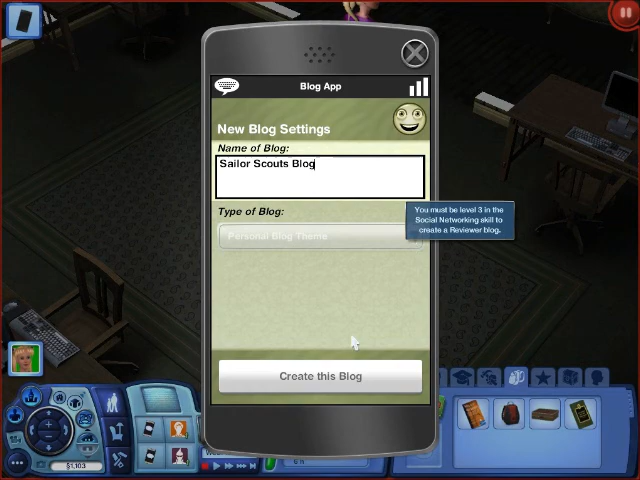 Blog App
New Blog Settings
Name of Blog:
Sailor Scouts Blog
You must be level 3 in the
Social Networking skill to
create a Reviewer blog.
Type of Blog:
Personal Blog Theme
Create this Blog
$1,103